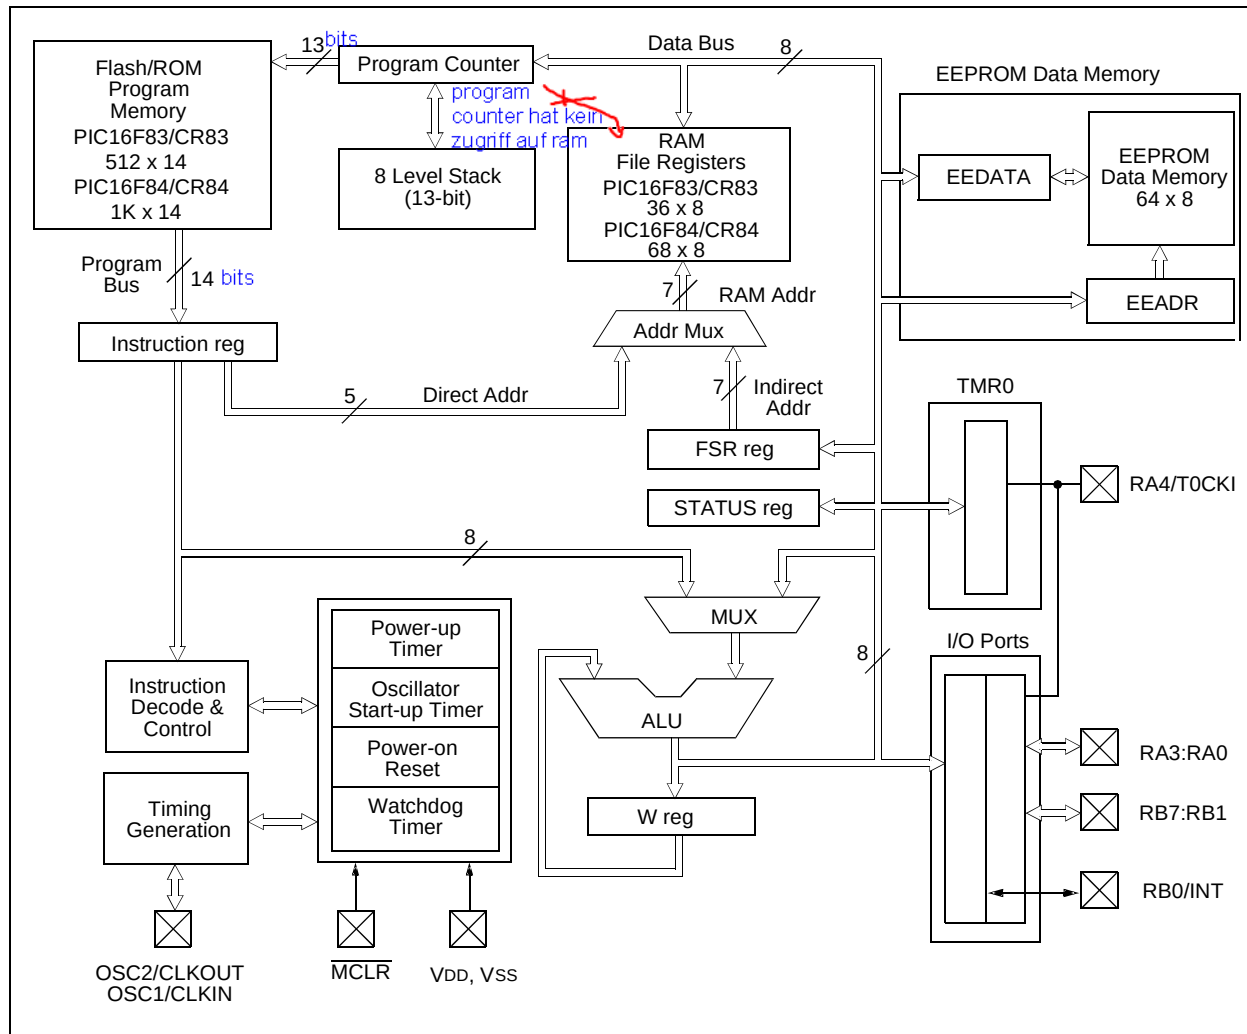 Flash/ROM
Program
Memory
PIC16F83/CR83
512 x 14
PIC16F84/CR84
1K x 14
13 bits
Program Counter
Data Bus
8
EEPROM Data Memory
program
counter hat kein
zugriff auf ram
8 Level Stack
(13-bit)
RAM
File Registers
PIC16F83/CR83
36 x 8
PIC16F84/CR84
68 x 8
EEDATA
EEPROM
Data Memory
64 x 8
EEADR
Program
Bus
14 bits
7
RAM Addr
Addr Mux
Instruction reg
5
Direct Addr
7
Indirect
Addr
FSR reg
STATUS reg
TMR0
RA4/T0CKI
8
MUX
8
I/O Ports
Power-up
Timer
Oscillator
Start-up Timer
Power-on
Reset
Watchdog
Timer
Instruction
Decode &
Control
Timing
Generation
ALU
W reg
RA3:RA0
RB7:RB1
RB0/INT
OSC2/CLKOUT
OSC1/CLKIN
MCLR
VDD, VSS